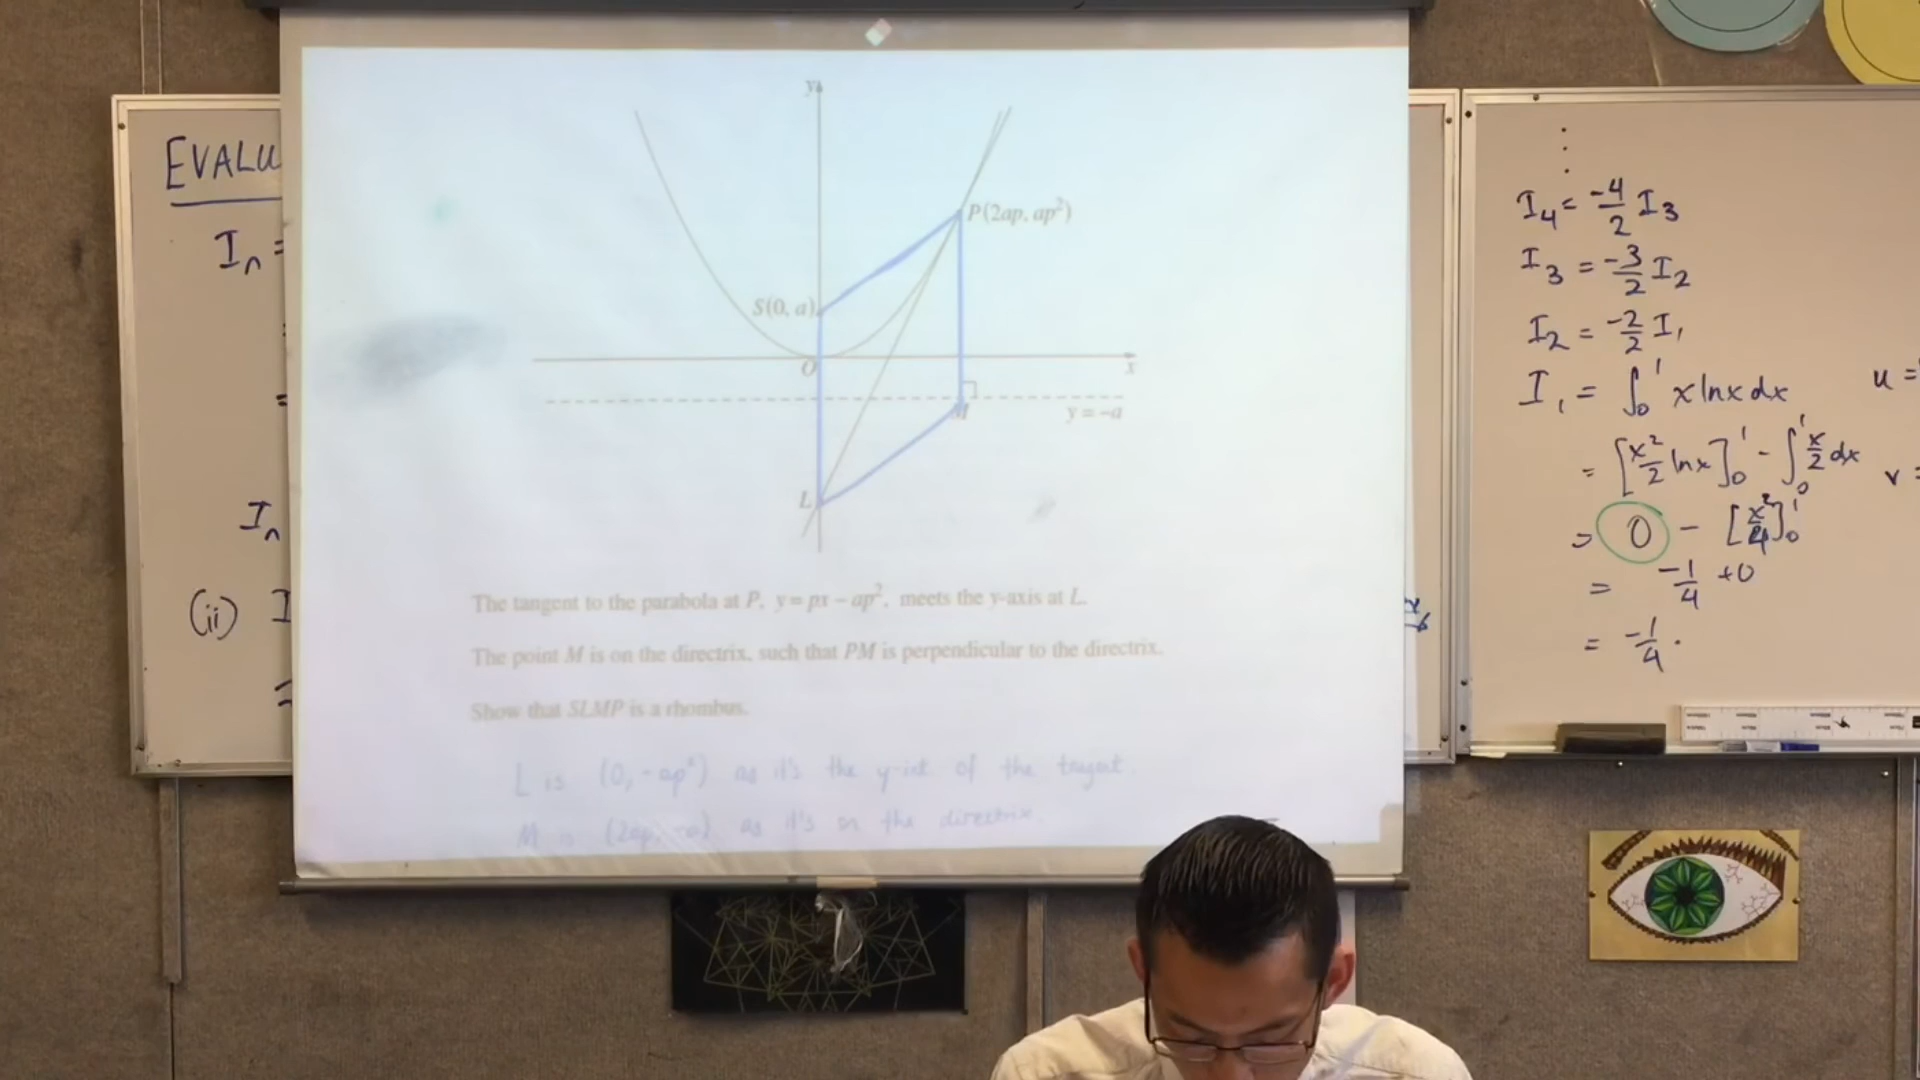 EVALU
Iₙ =
=
=
Iₙ
(ii) I
=
y
P(2ap, ap²)
S(0, a)
O
x
M
y = -a
L
The tangent to the parabola at P, y = px – ap², meets the y-axis at L.
The point M is on the directrix, such that PM is perpendicular to the directrix.
Show that SLMP is a rhombus.
L is (0, -ap²) as it's the y-int of the tangent.
M is (2ap, -a) as it's on the directrix.
I₄ = -4/2 I₃
I₃ = -3/2 I₂
I₂ = -2/2 I₁
I₁ = ∫₀¹ x ln x dx
= [x²/2 ln x]₀¹ - ∫₀¹ x/2 dx
= 0 - [x²/4]₀¹
= -1/4 + 0
= -1/4 .
u =
v =